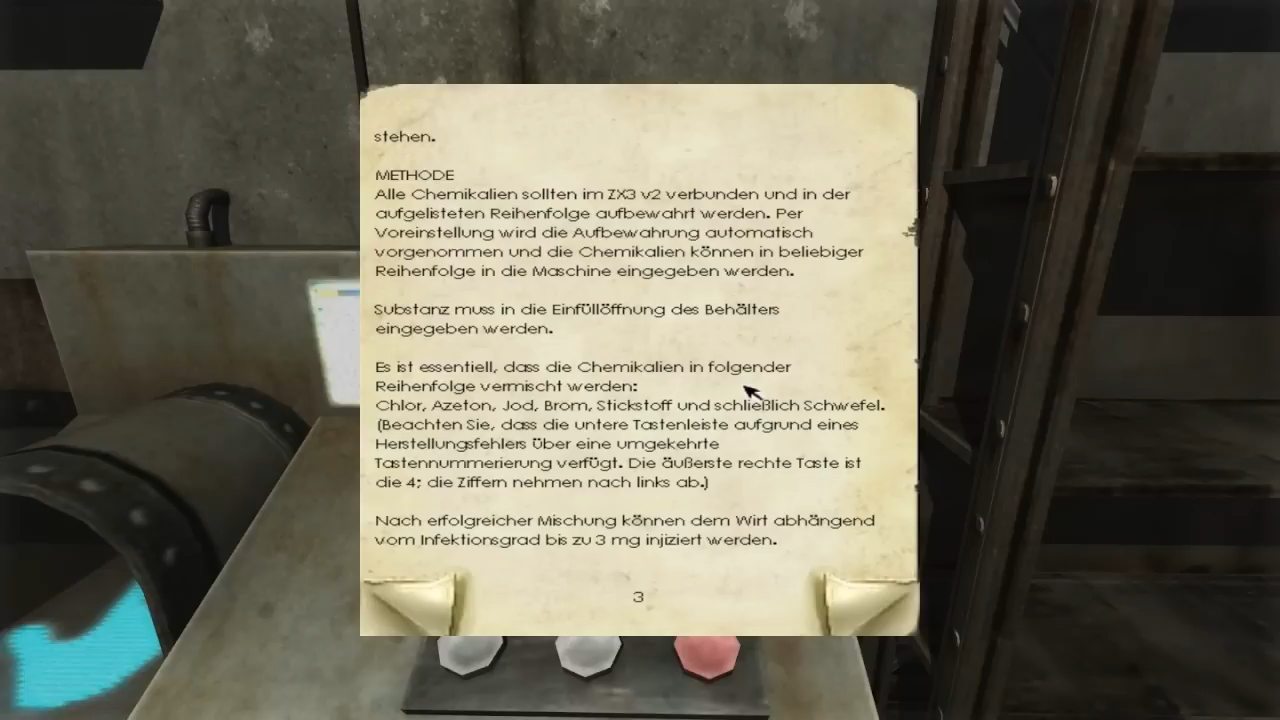 stehen.
METHODE
Alle Chemikalien sollten im ZX3 v2 verbunden und in der
aufgelisteten Reihenfolge aufbewahrt werden. Per
Voreinstellung wird die Aufbewahrung automatisch
vorgenommen und die Chemikalien können in beliebiger
Reihenfolge in die Maschine eingegeben werden.
Substanz muss in die Einfüllöffnung des Behälters
eingegeben werden.
Es ist essentiell, dass die Chemikalien in folgender
Reihenfolge vermischt werden:
Chlor, Azeton, Jod, Brom, Stickstoff und schließlich Schwefel.
(Beachten Sie, dass die untere Tastenleiste aufgrund eines
Herstellungsfehlers über eine umgekehrte
Tastennummerierung verfügt. Die äußerste rechte Taste ist
die 4; die Ziffern nehmen nach links ab.)
Nach erfolgreicher Mischung können dem Wirt abhängend
vom Infektionsgrad bis zu 3 mg injiziert werden.
3